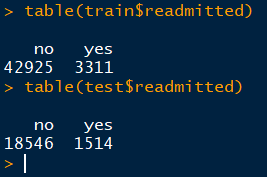 > table(train$readmitted)
no yes
42925 3311
> table(test$readmitted)
no yes
18546 1514
>